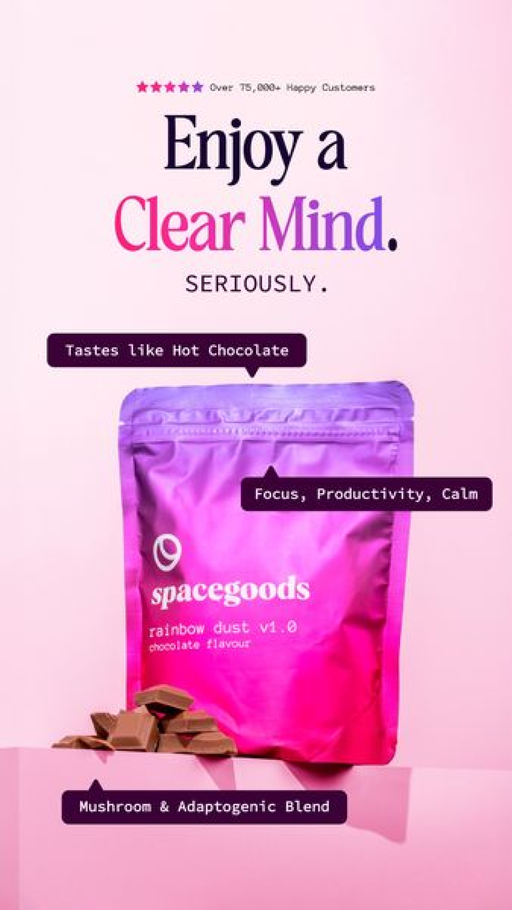 Over 75,000+ Happy Customers
Enjoy a
Clear Mind.
SERIOUSLY.
Tastes like Hot Chocolate
Focus, Productivity, Calm
spacegoods
rainbow dust v1.0
chocolate flavour
Mushroom & Adaptogenic Blend